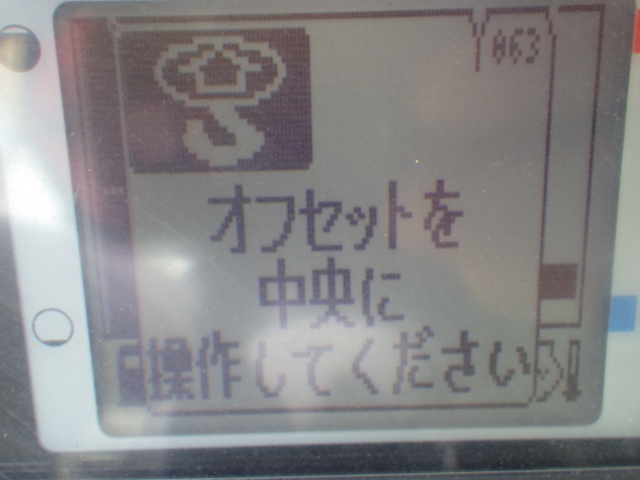 063
オフセットを
中央に
操作してください